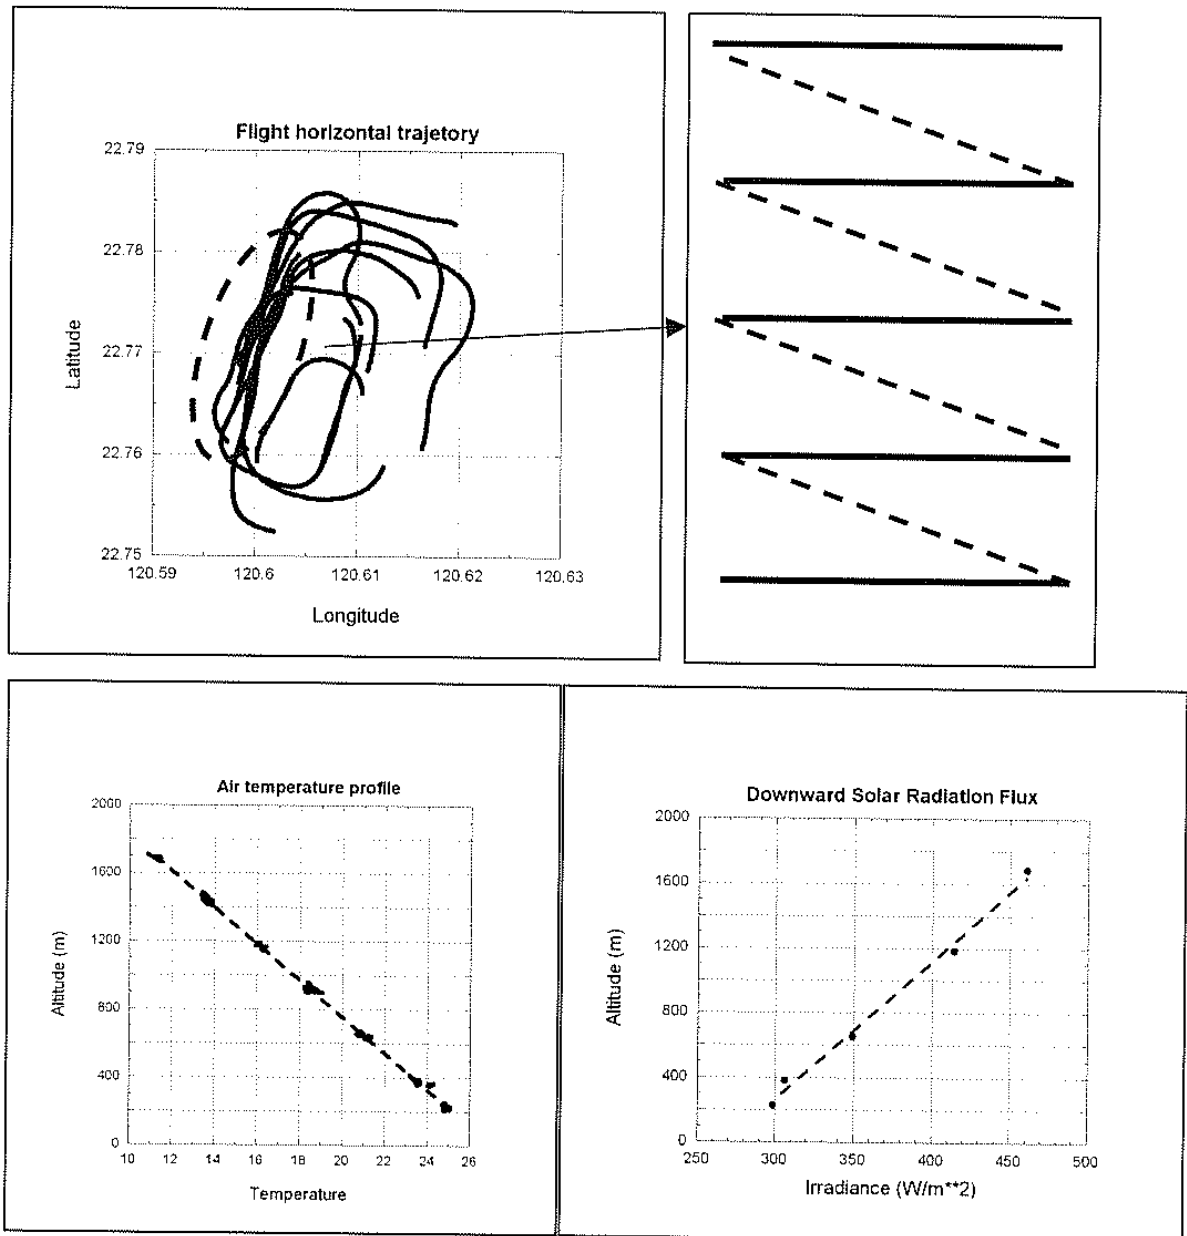 Flight horizontal trajetory
22.79
22.78
22.77
22.76
22.75
Latitude
120.59 120.6 120.61 120.62 120.63
Longitude
Air temperature profile
2000
1600
1200
800
400
0
Altitude (m)
10 12 14 16 18 20 22 24 26
Temperature
Downward Solar Radiation Flux
2000
1600
1200
800
400
0
Altitude (m)
250 300 350 400 450 500
Irradiance (W/m**2)